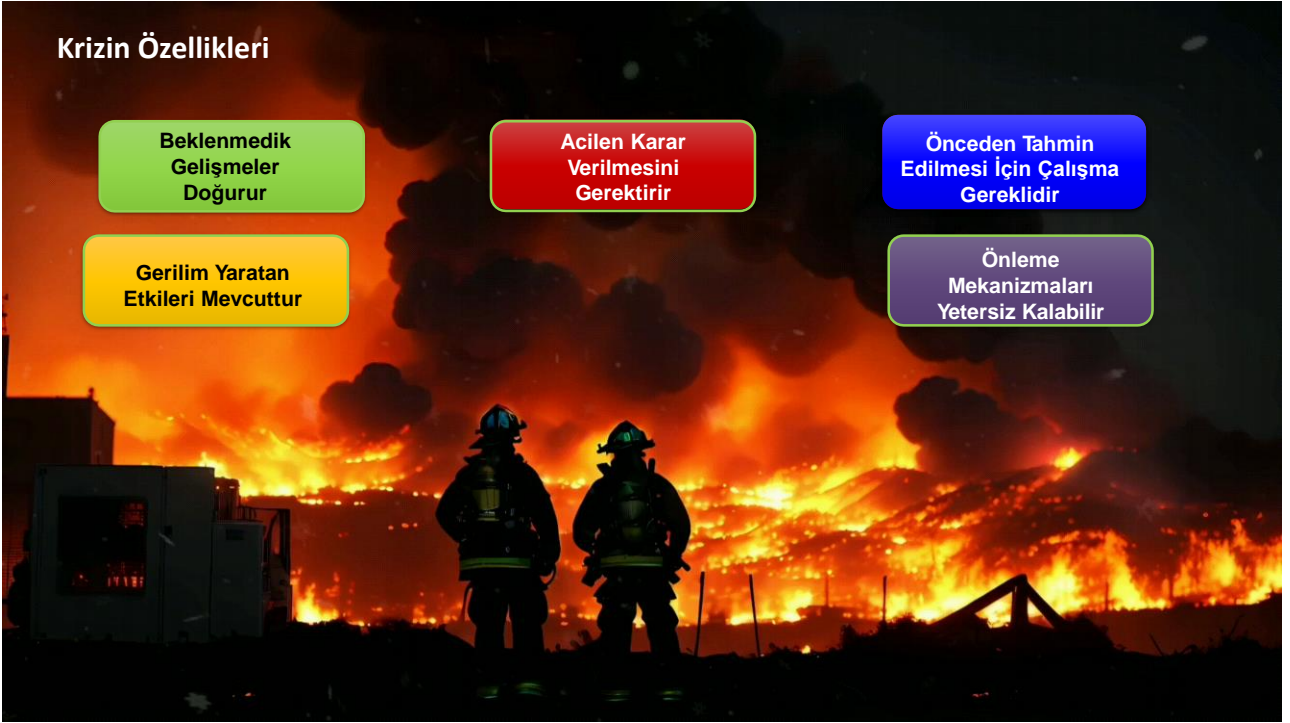 Krizin Özellikleri
Beklenmedik
Gelişmeler
Doğurur
Acilen Karar
Verilmesini
Gerektirir
Önceden Tahmin
Edilmesi İçin Çalışma
Gereklidir
Gerilim Yaratan
Etkileri Mevcuttur
Önleme
Mekanizmaları
Yetersiz Kalabilir